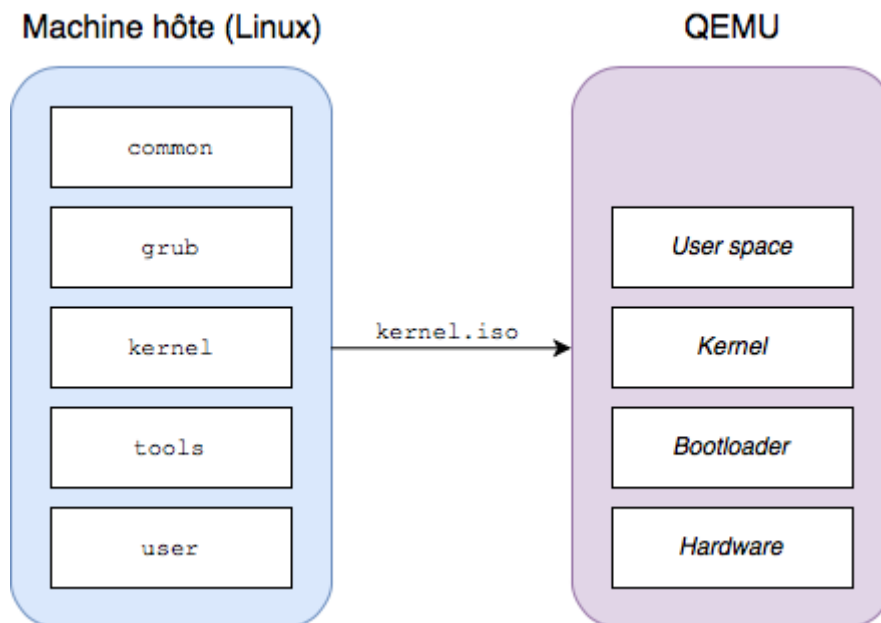 Machine hôte (Linux)
QEMU
common
grub
User space
kernel
kernel.iso
Kernel
tools
Bootloader
user
Hardware